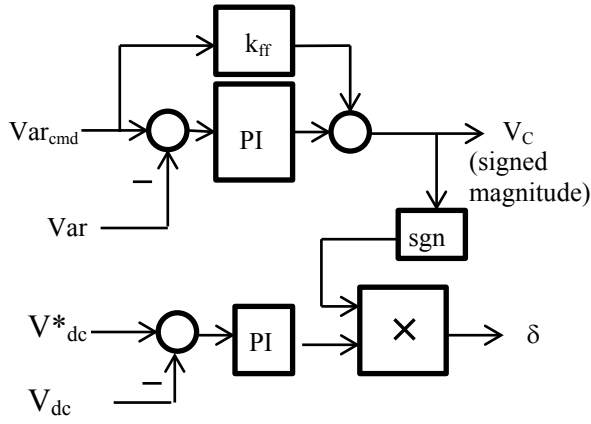 k_ff
Var_cmd
PI
V_C
(signed
magnitude)
−
Var
sgn
V*_dc
PI
×
δ
−
V_dc